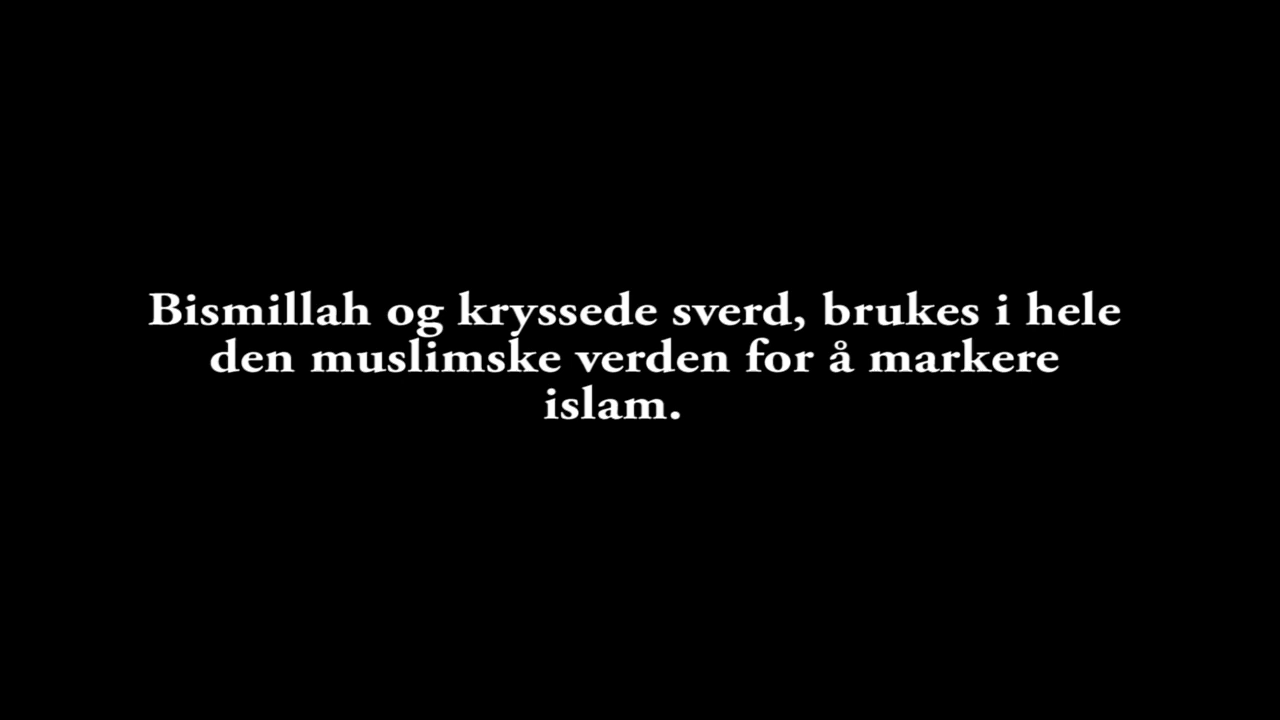 Bismillah og kryssede sverd, brukes i hele
den muslimske verden for å markere
islam.